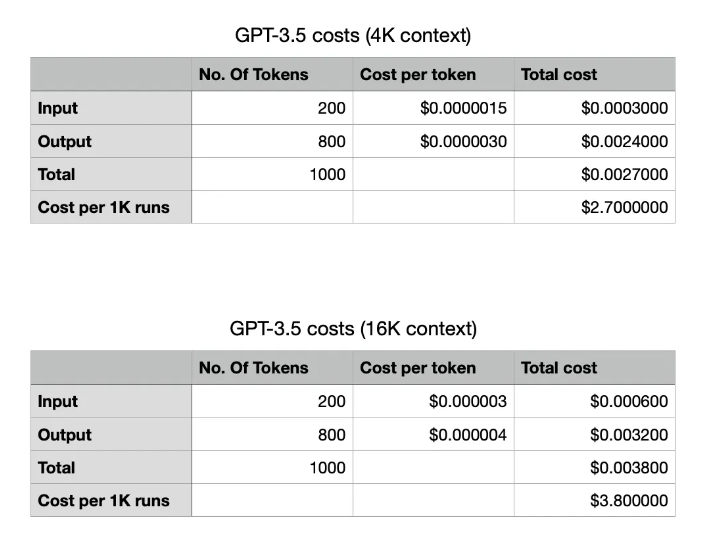 GPT-3.5 costs (4K context)
No. Of Tokens Cost per token Total cost
Input 200 $0.0000015 $0.0003000
Output 800 $0.0000030 $0.0024000
Total 1000 $0.0027000
Cost per 1K runs $2.7000000
GPT-3.5 costs (16K context)
No. Of Tokens Cost per token Total cost
Input 200 $0.000003 $0.000600
Output 800 $0.000004 $0.003200
Total 1000 $0.003800
Cost per 1K runs $3.800000